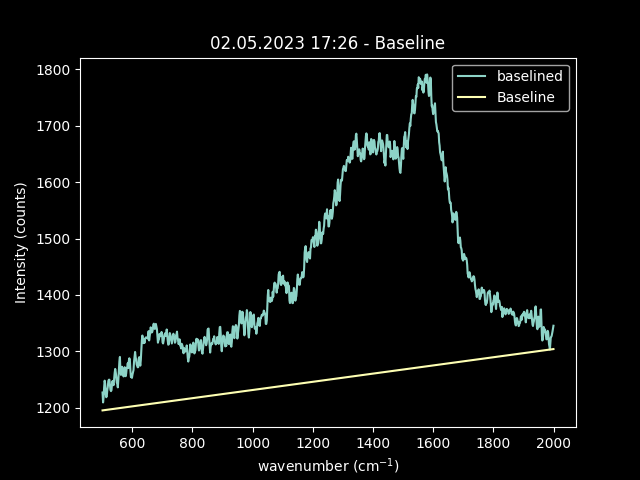 02.05.2023 17:26 - Baseline
baselined
Baseline
Intensity (counts)
1800
1700
1600
1500
1400
1300
1200
600 800 1000 1200 1400 1600 1800 2000
wavenumber (cm⁻¹)